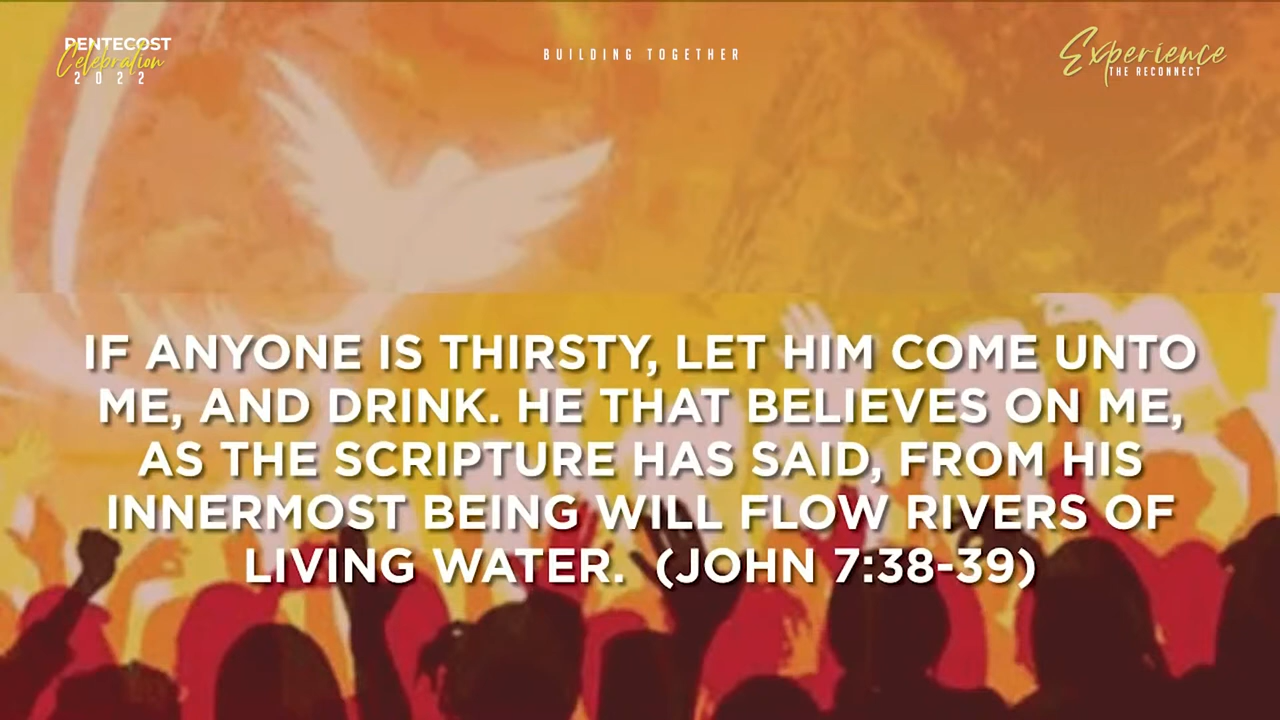 PENTECOST
Celebration
2022
BUILDING TOGETHER
Experience
THE RECONNECT
IF ANYONE IS THIRSTY, LET HIM COME UNTO
ME, AND DRINK. HE THAT BELIEVES ON ME,
AS THE SCRIPTURE HAS SAID, FROM HIS
INNERMOST BEING WILL FLOW RIVERS OF
LIVING WATER. (JOHN 7:38-39)